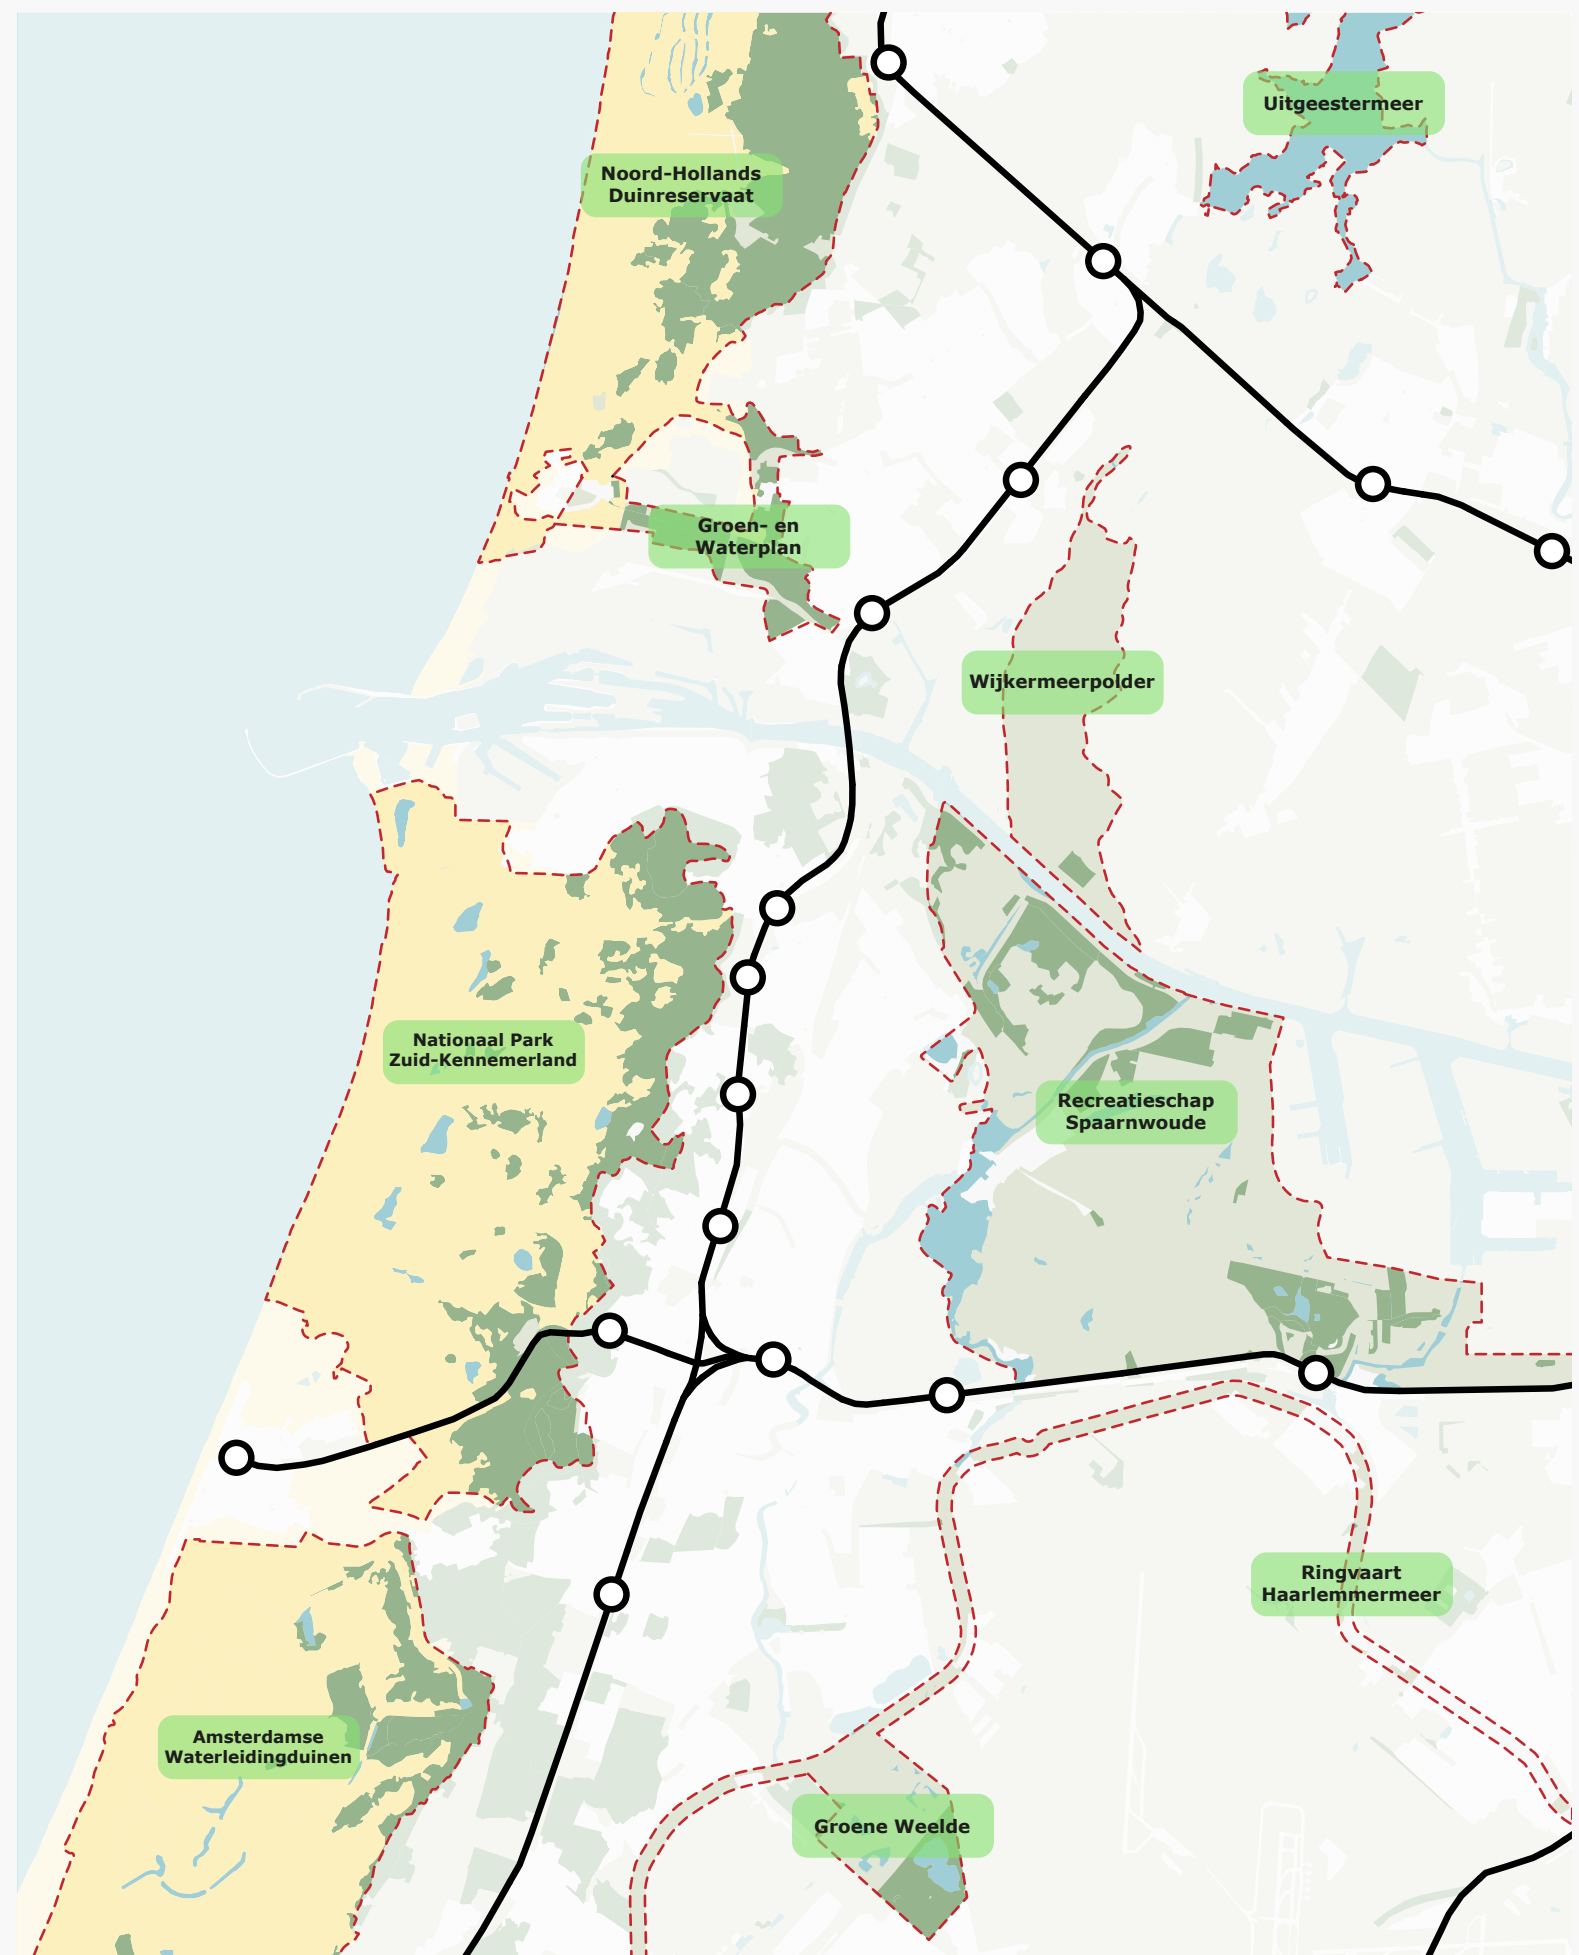 Uitgeestermeer
Noord-Hollands
Duinreservaat
Groen- en
Waterplan
Wijkermeerpolder
Nationaal Park
Zuid-Kennemerland
Recreatieschap
Spaarnwoude
Ringvaart
Haarlemmermeer
Amsterdamse
Waterleidingduinen
Groene Weelde